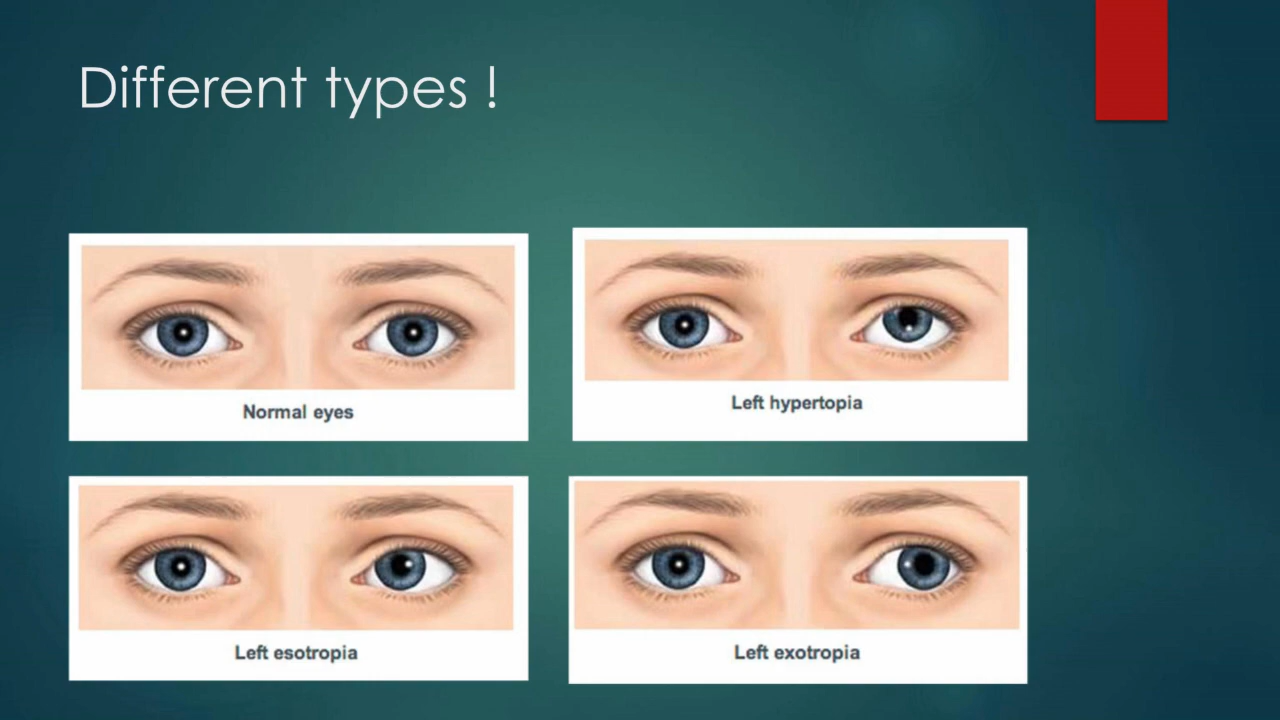 Different types !
Normal eyes
Left hypertopia
Left esotropia
Left exotropia